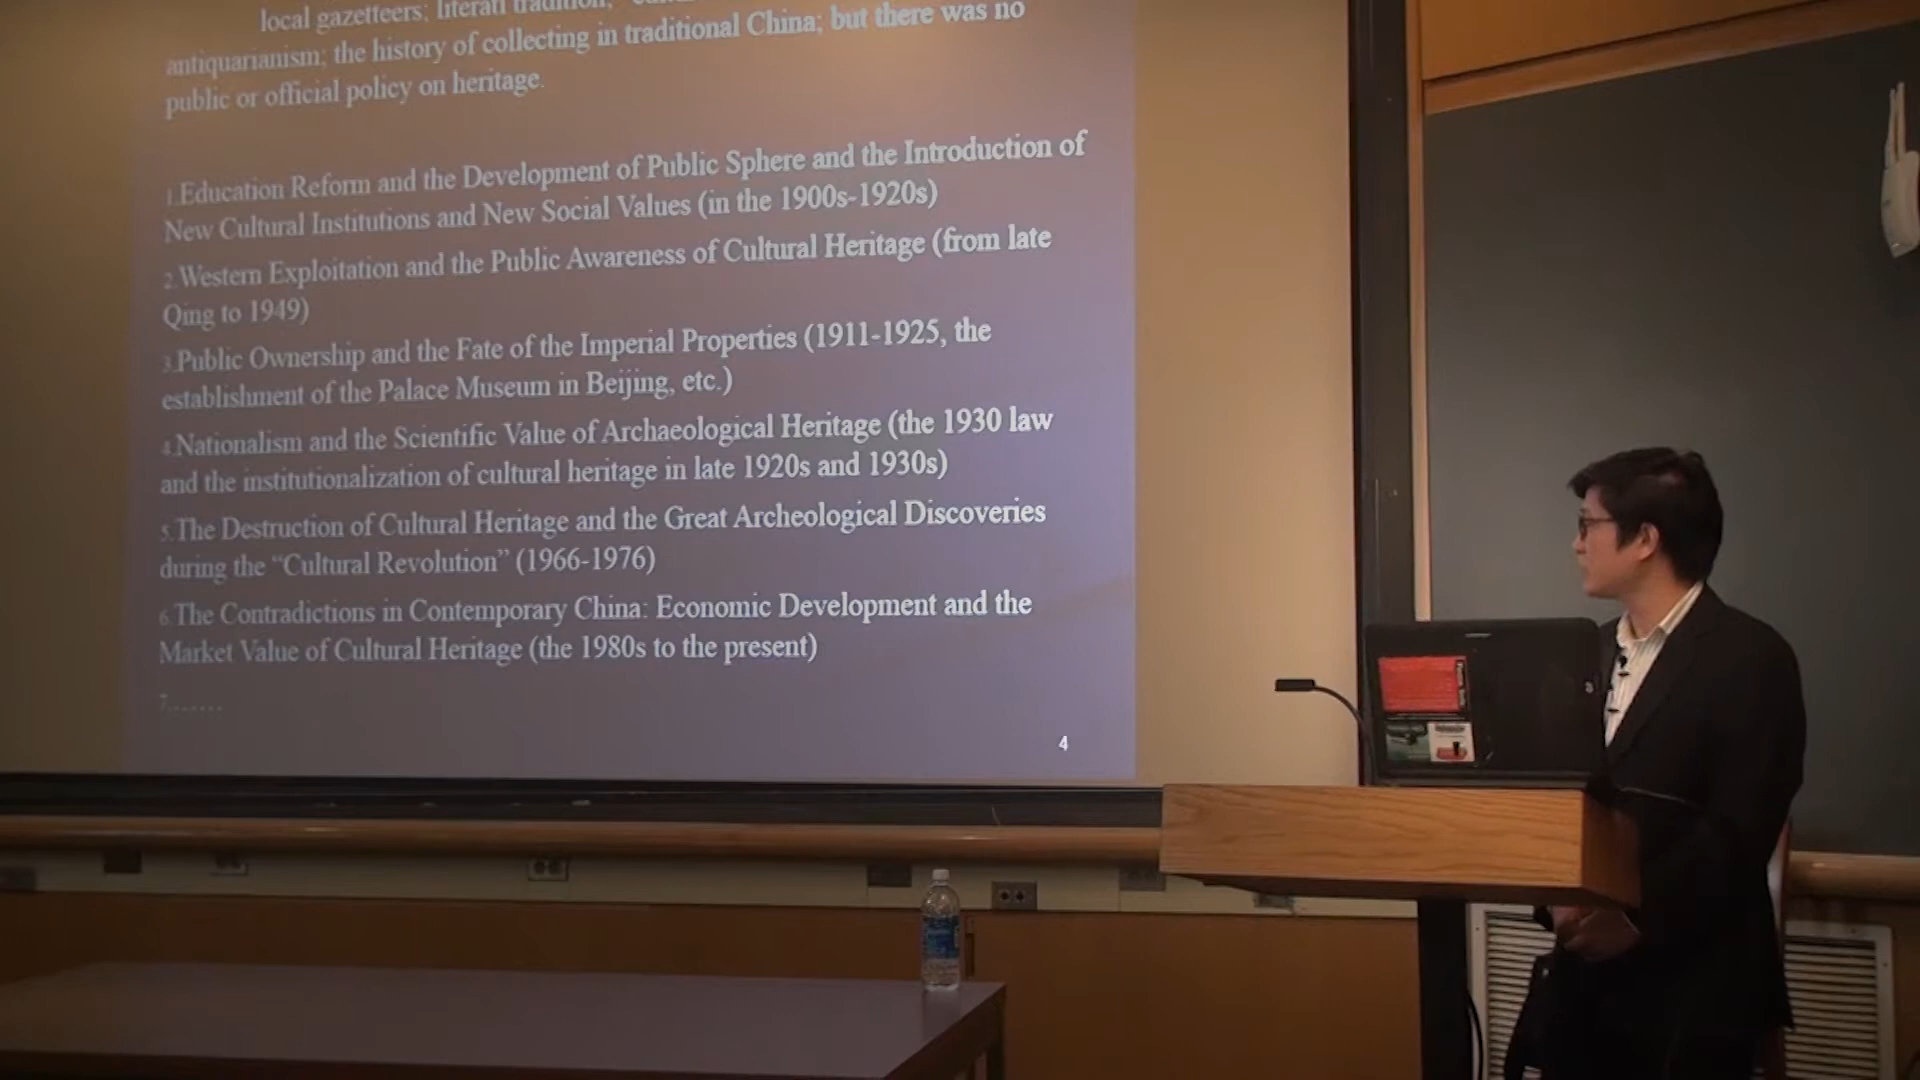 local gazetteers; literati tradition;
antiquarianism; the history of collecting in traditional China; but there was no
public or official policy on heritage.
1.Education Reform and the Development of Public Sphere and the Introduction of
New Cultural Institutions and New Social Values (in the 1900s-1920s)
2.Western Exploitation and the Public Awareness of Cultural Heritage (from late
Qing to 1949)
3.Public Ownership and the Fate of the Imperial Properties (1911-1925, the
establishment of the Palace Museum in Beijing, etc.)
4.Nationalism and the Scientific Value of Archaeological Heritage (the 1930 law
and the institutionalization of cultural heritage in late 1920s and 1930s)
5.The Destruction of Cultural Heritage and the Great Archeological Discoveries
during the “Cultural Revolution” (1966-1976)
6.The Contradictions in Contemporary China: Economic Development and the
Market Value of Cultural Heritage (the 1980s to the present)
7.......
4